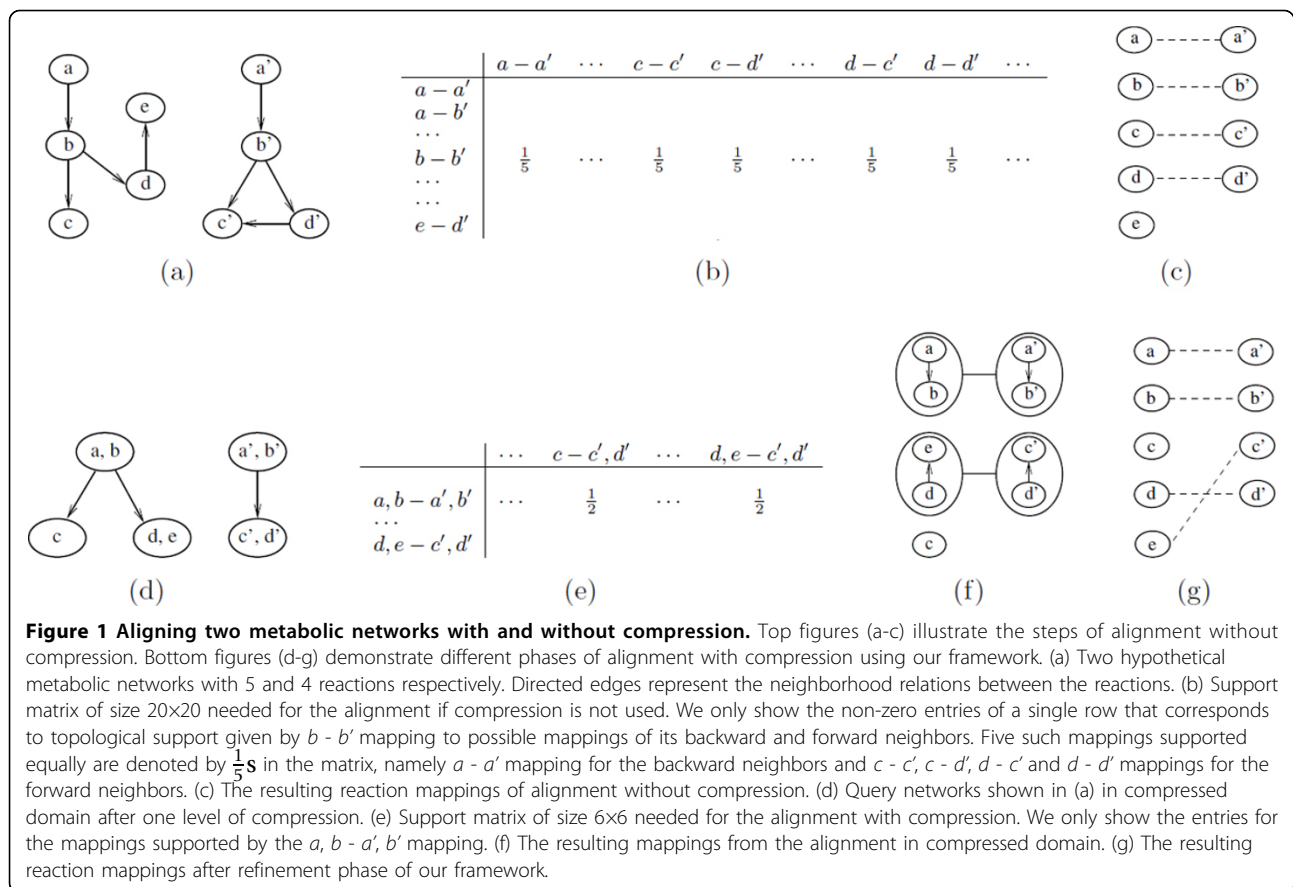 a
b
c
d
e
a'
b'
c'
d'
(a)
a − a′ ⋯ c − c′ c − d′ ⋯ d − c′ d − d′ ⋯
a − a′
a − b′
⋯
b − b′ 1/5 ⋯ 1/5 1/5 ⋯ 1/5 1/5 ⋯
⋯
⋯
e − d′
(b)
a a'
b b'
c c'
d d'
e
(c)
a, b
c
d, e
a', b'
c', d'
(d)
⋯ c − c′, d′ ⋯ d, e − c′, d′
a, b − a′, b′ ⋯ 1/2 ⋯ 1/2
⋯
d, e − c′, d′
(e)
a a'
b b'
e c'
d d'
c
(f)
a a'
b b'
c c'
d d'
e
(g)
Figure 1 Aligning two metabolic networks with and without compression. Top figures (a-c) illustrate the steps of alignment without
compression. Bottom figures (d-g) demonstrate different phases of alignment with compression using our framework. (a) Two hypothetical
metabolic networks with 5 and 4 reactions respectively. Directed edges represent the neighborhood relations between the reactions. (b) Support
matrix of size 20×20 needed for the alignment if compression is not used. We only show the non-zero entries of a single row that corresponds
to topological support given by b - b′ mapping to possible mappings of its backward and forward neighbors. Five such mappings supported
equally are denoted by 1/5 s in the matrix, namely a - a′ mapping for the backward neighbors and c - c′, c - d′, d - c′ and d - d′ mappings for the
forward neighbors. (c) The resulting reaction mappings of alignment without compression. (d) Query networks shown in (a) in compressed
domain after one level of compression. (e) Support matrix of size 6×6 needed for the alignment with compression. We only show the entries for
the mappings supported by the a, b - a′, b′ mapping. (f) The resulting mappings from the alignment in compressed domain. (g) The resulting
reaction mappings after refinement phase of our framework.